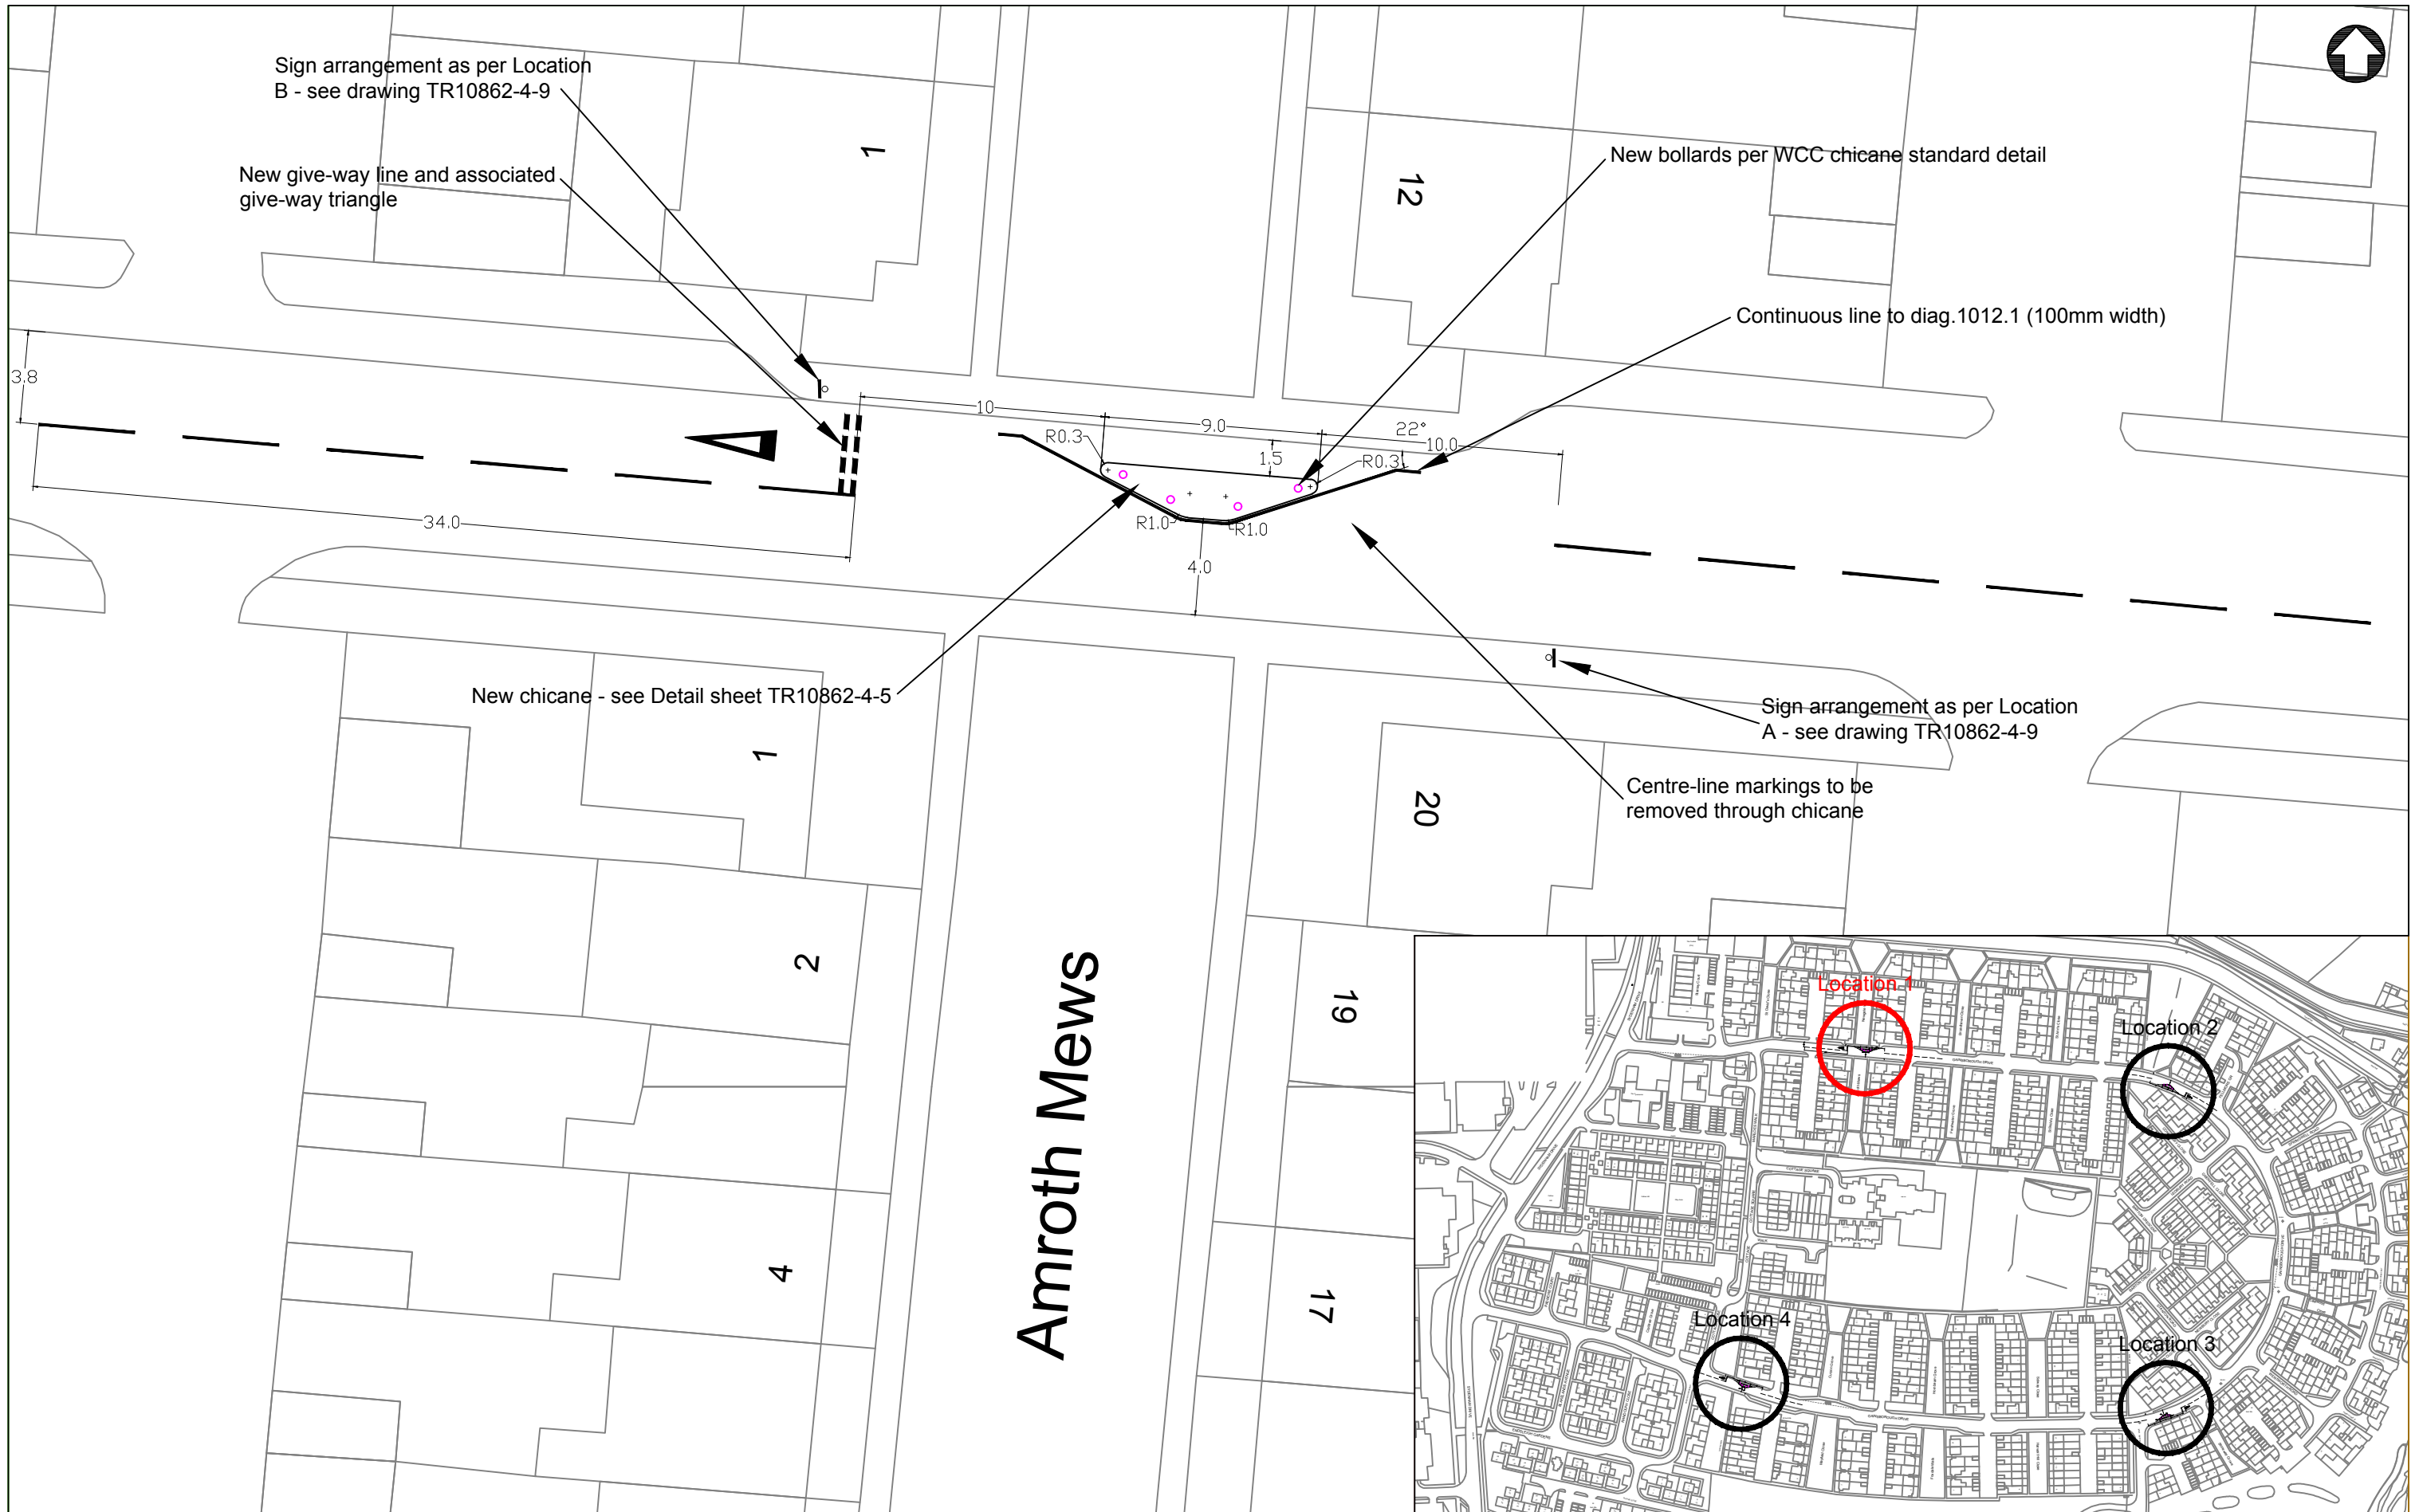 Sign arrangement as per Location
B - see drawing TR10862-4-9
New give-way line and associated
give-way triangle
1
12
New bollards per WCC chicane standard detail
Continuous line to diag.1012.1 (100mm width)
3.8
10
9.0
22°
10.0
R0.3
1.5
R0.3
R1.0
R1.0
34.0
4.0
New chicane - see Detail sheet TR10862-4-5
Sign arrangement as per Location
A - see drawing TR10862-4-9
Centre-line markings to be
removed through chicane
1
2
4
Amroth Mews
20
19
17
Location 1
Location 2
Location 4
Location 3